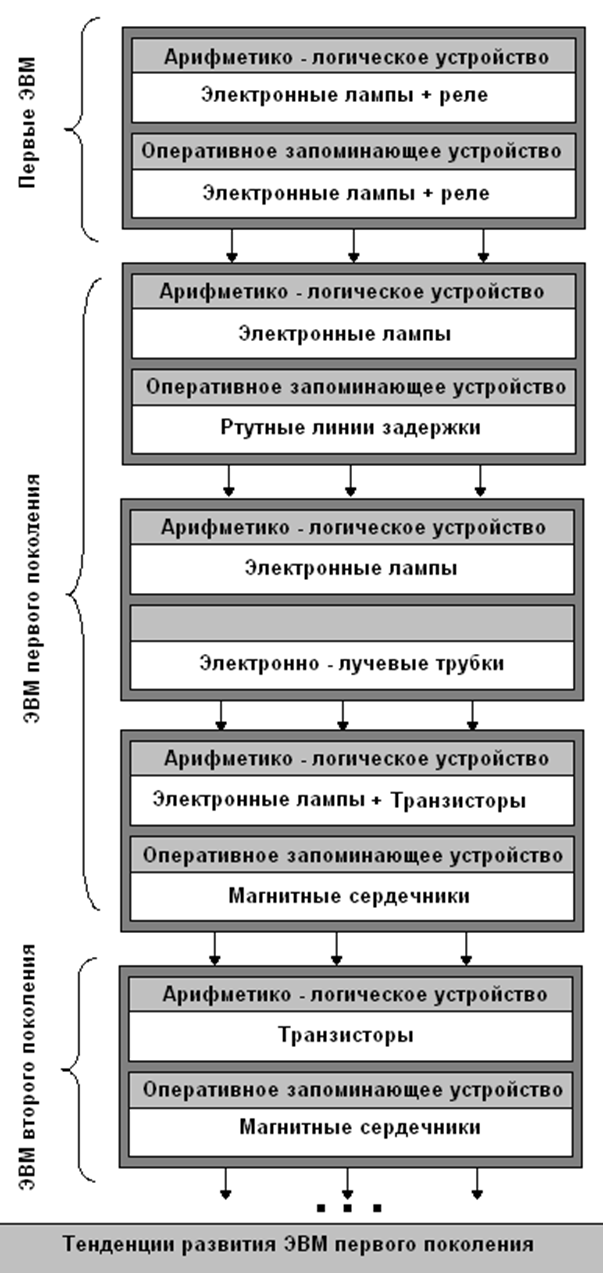 Первые ЭВМ
Арифметико - логическое устройство
Электронные лампы + реле
Оперативное запоминающее устройство
Электронные лампы + реле
ЭВМ первого поколения
Арифметико - логическое устройство
Электронные лампы
Оперативное запоминающее устройство
Ртутные линии задержки
Арифметико - логическое устройство
Электронные лампы
Электронно - лучевые трубки
Арифметико - логическое устройство
Электронные лампы + Транзисторы
Оперативное запоминающее устройство
Магнитные сердечники
ЭВМ второго поколения
Арифметико - логическое устройство
Транзисторы
Оперативное запоминающее устройство
Магнитные сердечники
. . .
Тенденции развития ЭВМ первого поколения